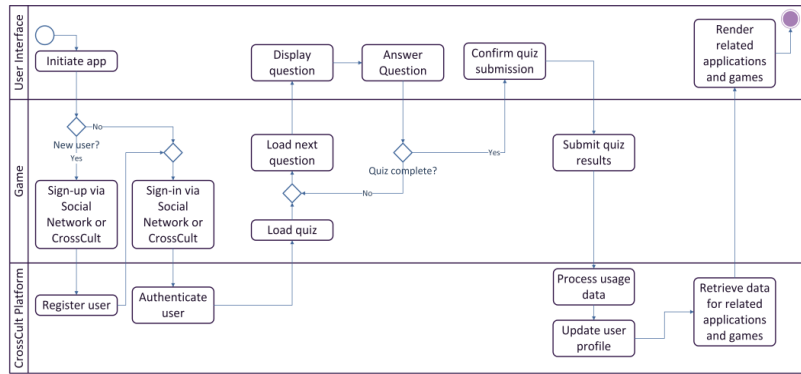 User Interface
Initiate app
Display
question
Answer
Question
Confirm quiz
submission
Render
related
applications
and games
Game
New user?
No
Yes
Sign-up via
Social
Network or
CrossCult
Sign-in via
Social
Network or
CrossCult
Load next
question
Load quiz
Quiz complete?
No
Yes
Submit quiz
results
CrossCult Platform
Register user
Authenticate
user
Process usage
data
Update user
profile
Retrieve data
for related
applications
and games